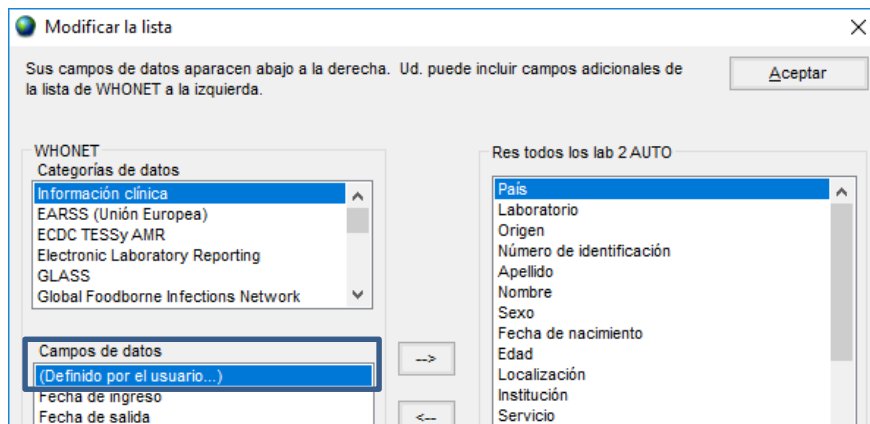 Modificar la lista
Sus campos de datos aparacen abajo a la derecha. Ud. puede incluir campos adicionales de
la lista de WHONET a la izquierda.
Aceptar
WHONET
Categorías de datos
Información clínica
EARSS (Unión Europea)
ECDC TESSy AMR
Electronic Laboratory Reporting
GLASS
Global Foodborne Infections Network
Campos de datos
(Definido por el usuario...)
Fecha de ingreso
Fecha de salida
-->
<--
Res todos los lab 2 AUTO
País
Laboratorio
Origen
Número de identificación
Apellido
Nombre
Sexo
Fecha de nacimiento
Edad
Localización
Institución
Servicio